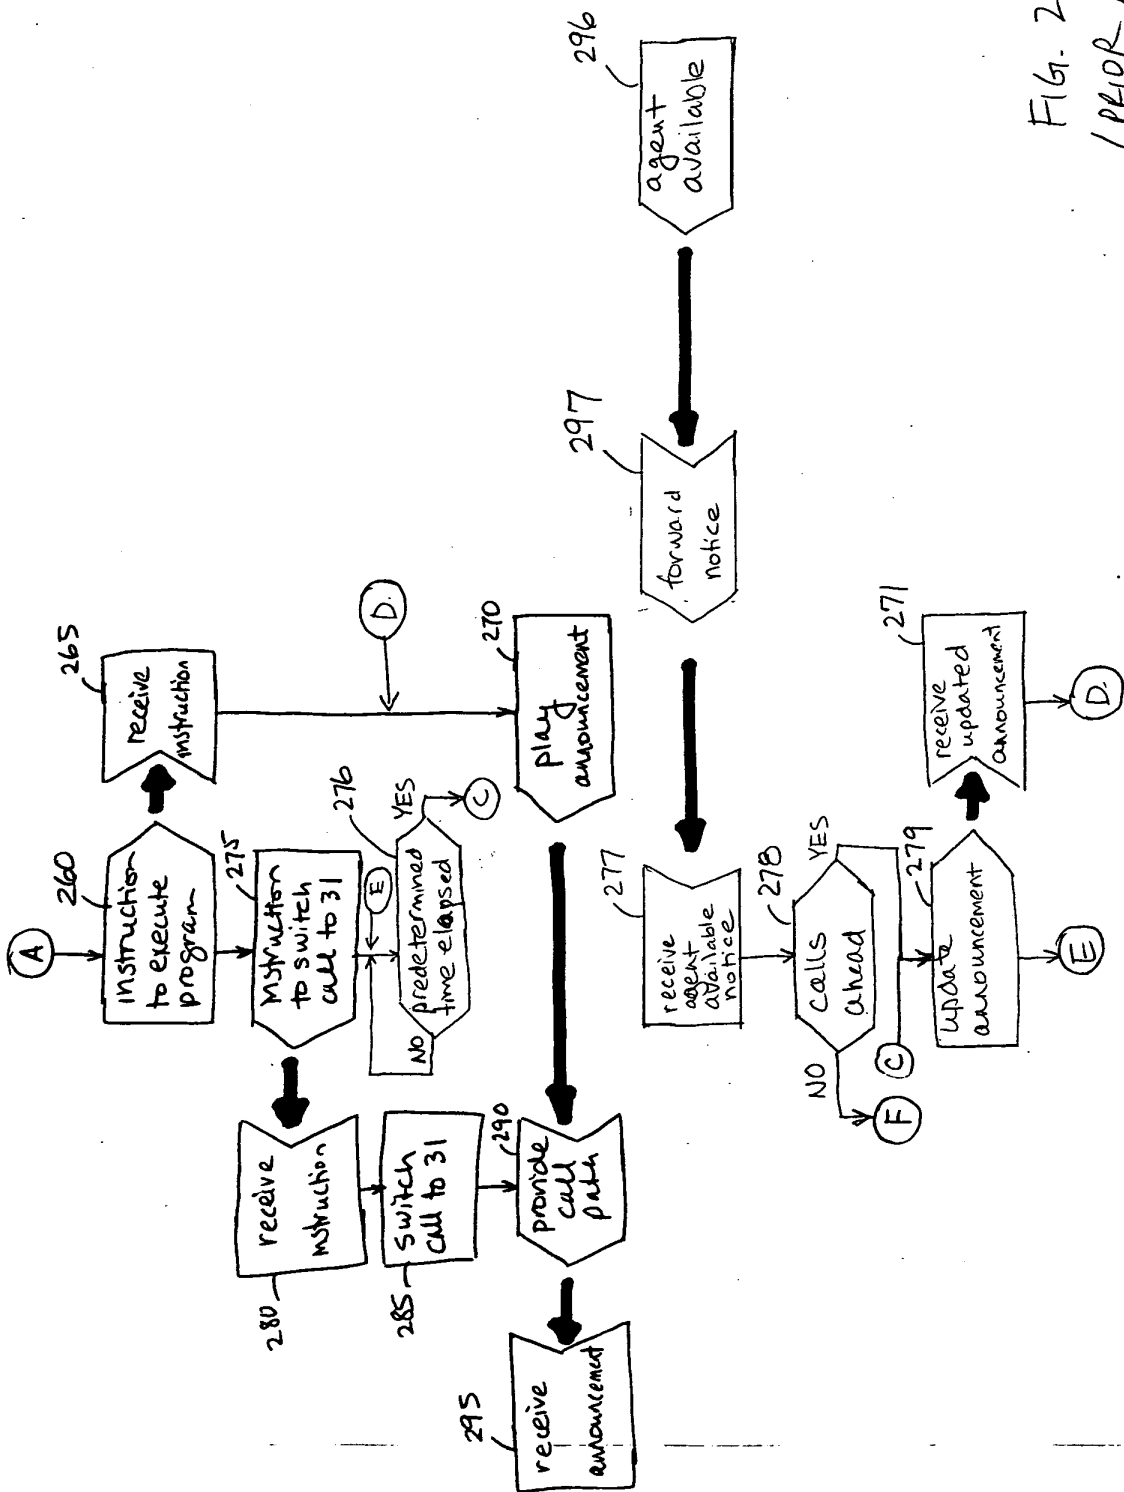 A
260
instruction
to execute
program
265
receive
instruction
275
instruction
to switch
call to 31
D.
E
276
predetermined
time elapsed
YES
NO
C
270
play
announcement
280
receive
instruction
285
switch
call to 31
290
provide
call
path
295
receive
announcement
296
agent
available
297
forward
notice
277
receive
agent
available
notice
278
calls
ahead
YES
NO
F
C
279
update
announcement
E
271
receive
updated
announcement
D.
FIG. 2
(PRIOR